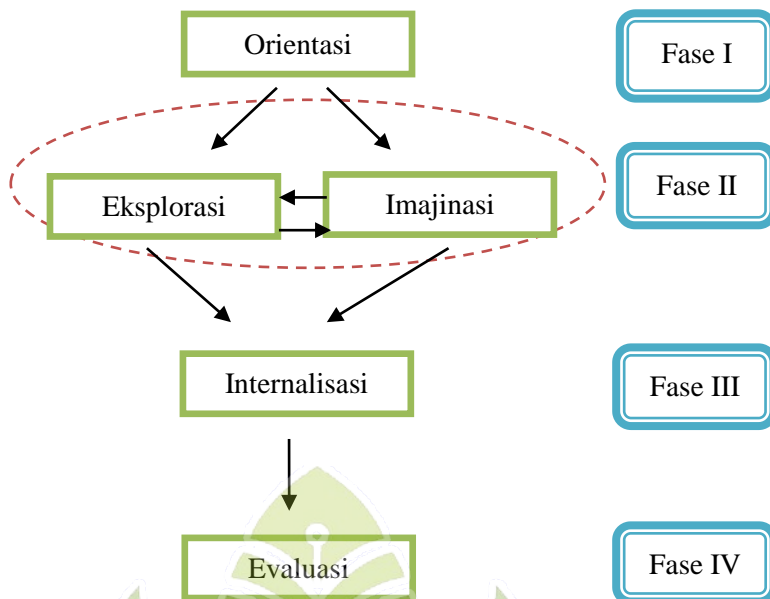 Orientasi
Fase I
Eksplorasi
Imajinasi
Fase II
Internalisasi
Fase III
Evaluasi
Fase IV